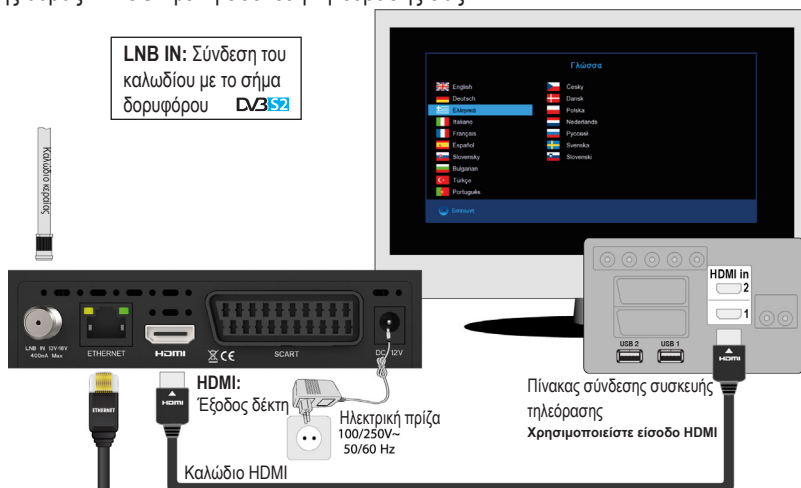 LNB IN: Σύνδεση του
καλωδίου με το σήμα
δορυφόρου DVB S2
Καλώδιο κεραίας
Γλώσσα
English
Deutsch
Ελληνικά
Italiano
Français
Español
Slovensky
Bulgarian
Türkçe
Português
Česky
Dansk
Polska
Nederlands
Русский
Svenska
Slovenski
HDMI in
2
1
USB 2 USB 1
LNB IN 12V-18V
400mA Max
ETHERNET
HDMI
CE
SCART
DC 12V
ETHERNET
HDMI
HDMI:
Έξοδος δέκτη
Ηλεκτρική πρίζα
100/250V~
50/60 Hz
Καλώδιο HDMI
HDMI
Πίνακας σύνδεσης συσκευής
τηλεόρασης
Χρησιμοποιείστε είσοδο HDMI